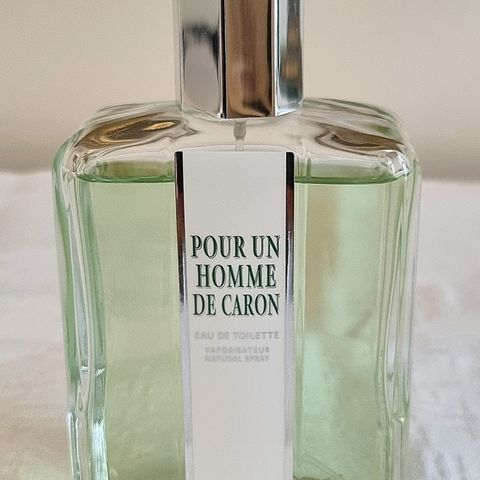 POUR UN
HOMME
DE CARON
EAU DE TOILETTE
VAPORISATEUR
NATURAL SPRAY